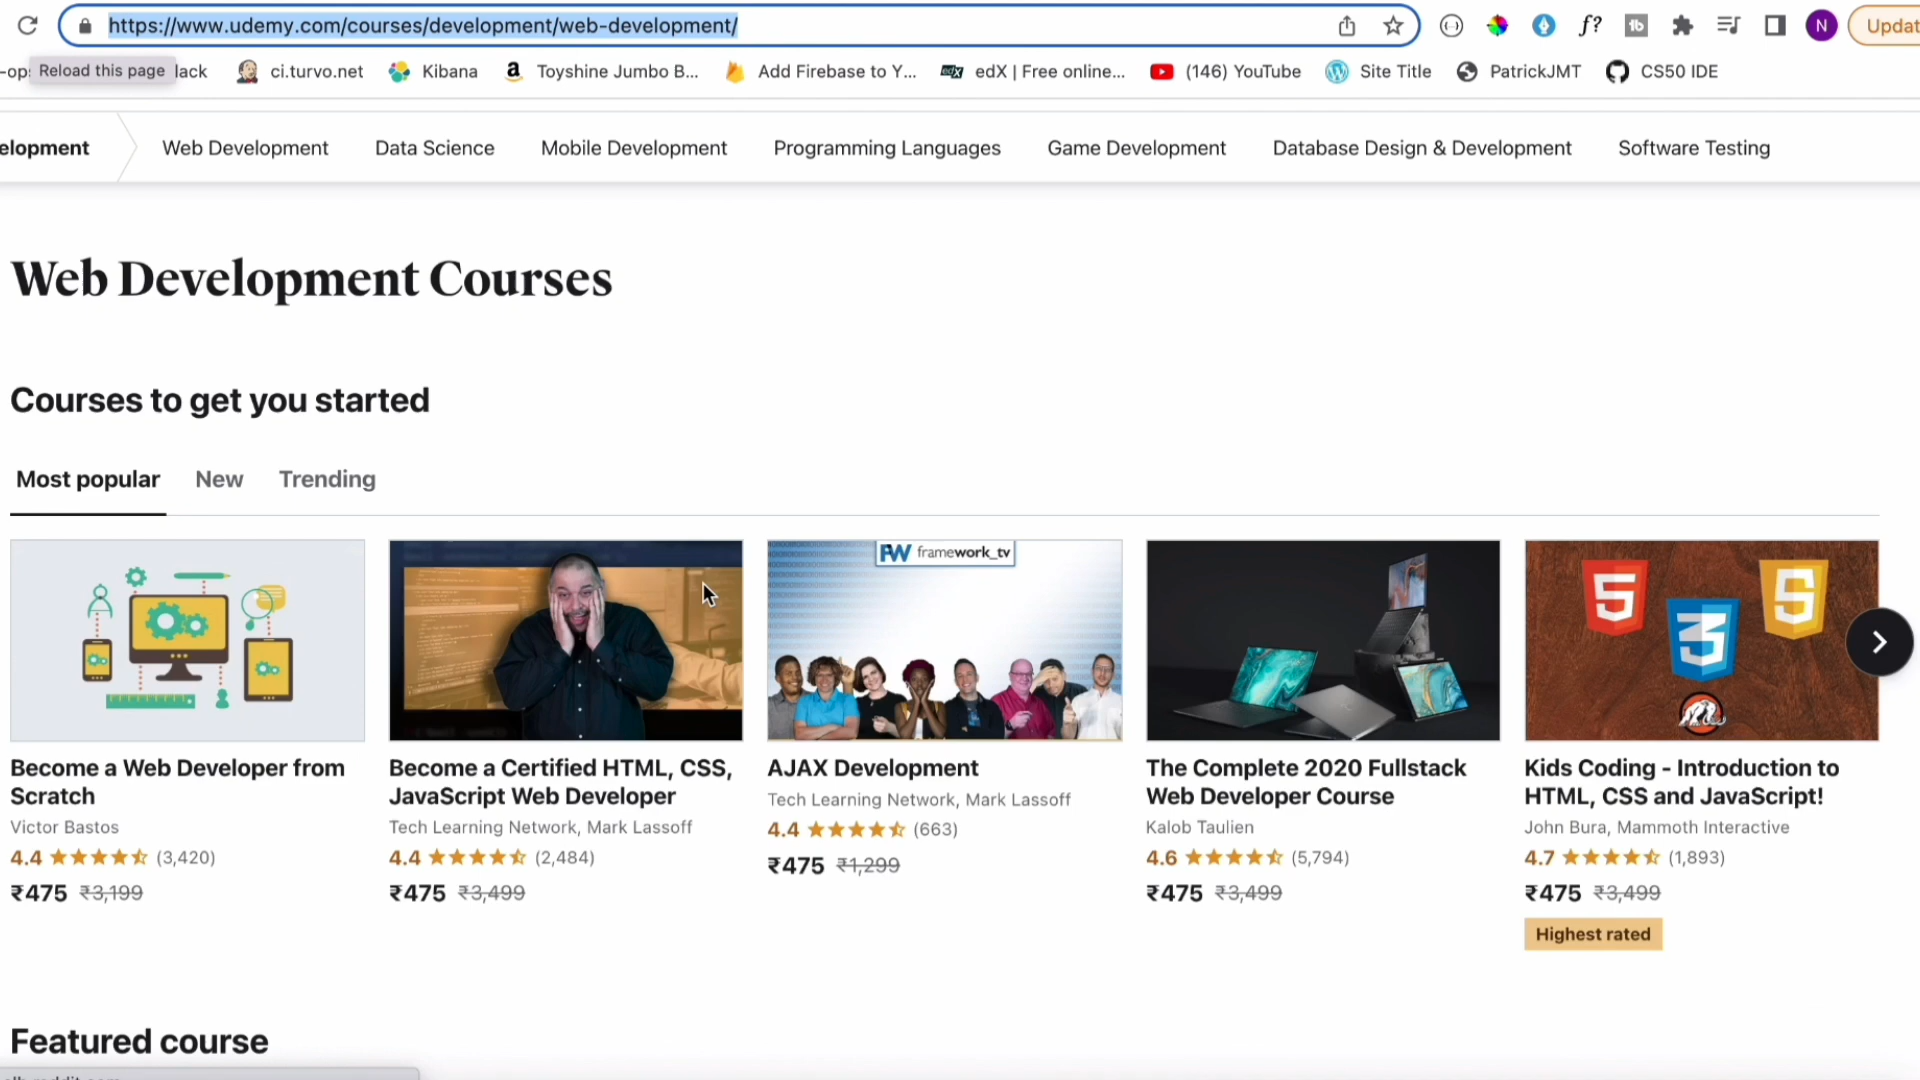 https://www.udemy.com/courses/development/web-development/
N
Updat
Reload this page
lack
ci.turvo.net
Kibana
Toyshine Jumbo B...
Add Firebase to Y...
edX | Free online...
(146) YouTube
Site Title
PatrickJMT
CS50 IDE
elopment
Web Development
Data Science
Mobile Development
Programming Languages
Game Development
Database Design & Development
Software Testing
Web Development Courses
Courses to get you started
Most popular
New
Trending
framework_tv
Become a Web Developer from
Scratch
Victor Bastos
4.4 (3,420)
₹475 ₹3,199
Become a Certified HTML, CSS,
JavaScript Web Developer
Tech Learning Network, Mark Lassoff
4.4 (2,484)
₹475 ₹3,499
AJAX Development
Tech Learning Network, Mark Lassoff
4.4 (663)
₹475 ₹1,299
The Complete 2020 Fullstack
Web Developer Course
Kalob Taulien
4.6 (5,794)
₹475 ₹3,499
5
3
5
Kids Coding - Introduction to
HTML, CSS and JavaScript!
John Bura, Mammoth Interactive
4.7 (1,893)
₹475 ₹3,499
Highest rated
Featured course